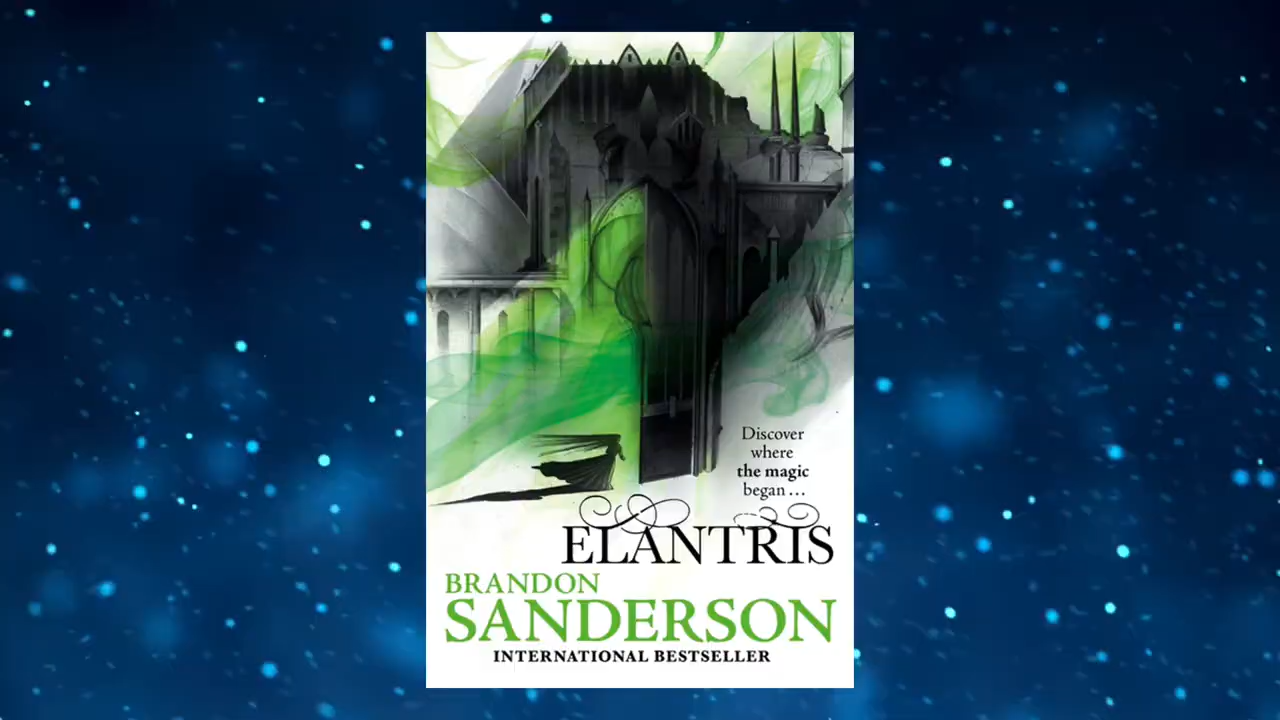 Discover
where
the magic
began ...
ELANTRIS
BRANDON
SANDERSON
INTERNATIONAL BESTSELLER